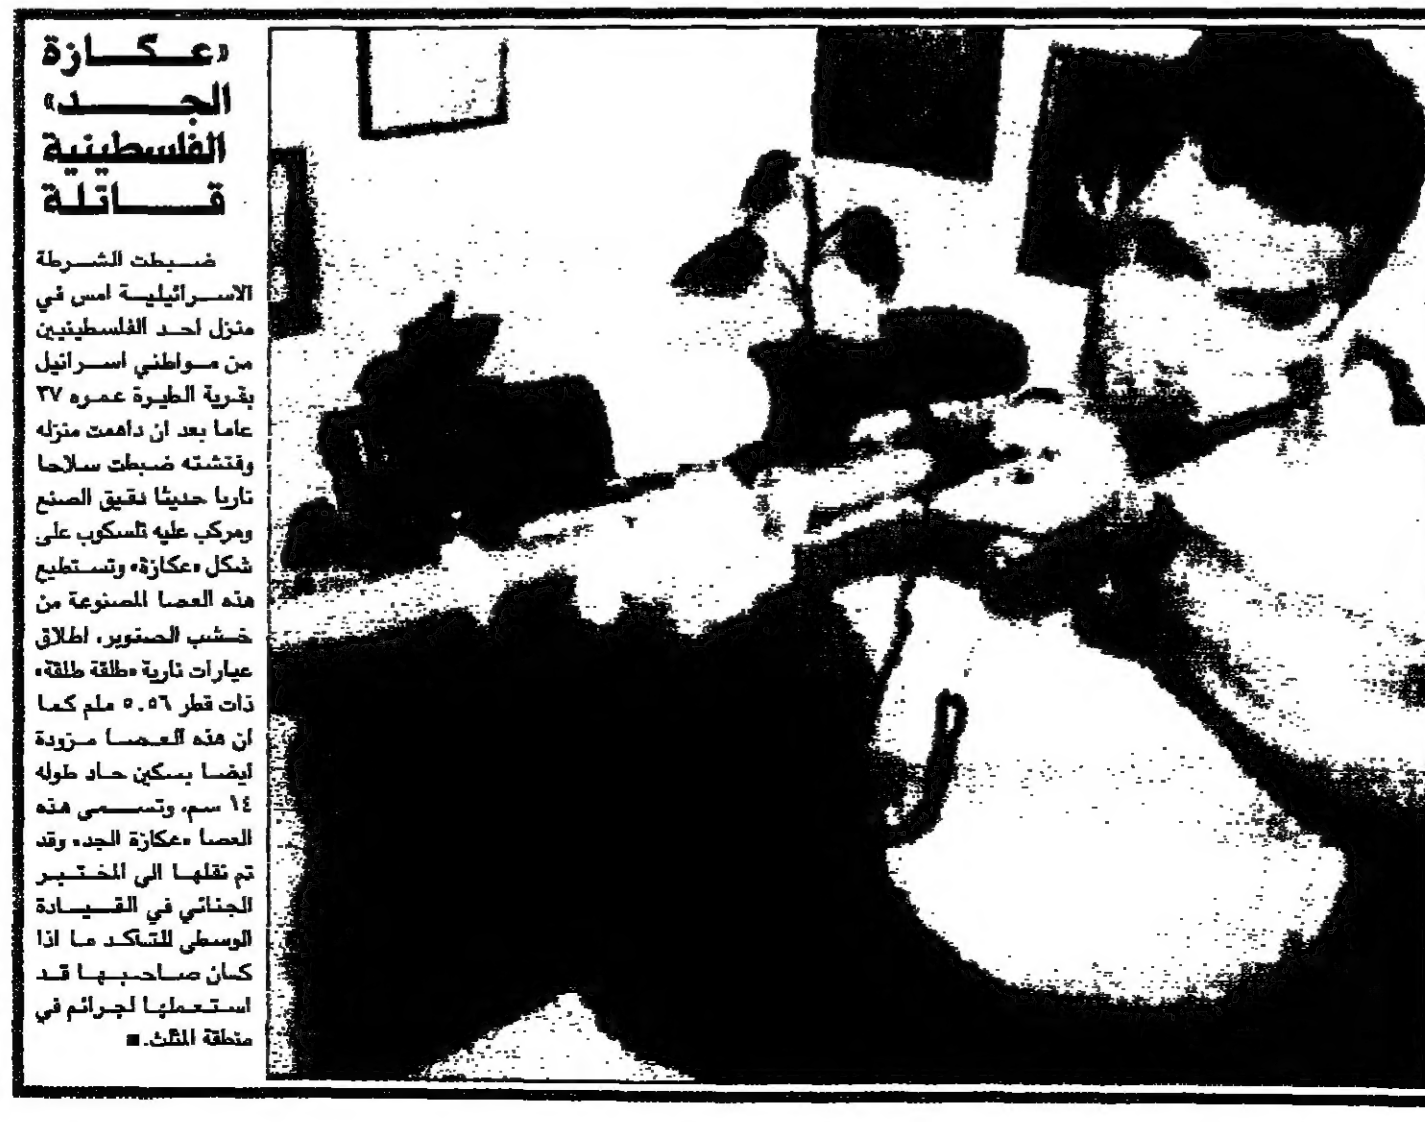 «عكازة
الجد»
الفلسطينية
قاتلة
ضبطت الشرطة
الاسرائيلية امس في
منزل احد الفلسطينيين
من مواطني اسرائيل
بقرية الطيرة عمره ٣٧
عاما بعد ان داهمت منزله
وفتشته ضبطت سلاحا
ناريا حديثا دقيق الصنع
ومركب عليه تلسكوب على
شكل «عكازة» وتستطيع
هذه العصا المصنوعة من
خشب الصنوبر، اطلاق
عيارات نارية «طلقة طلقة»
ذات قطر ٥.٥٦ ملم كما
ان هذه العصا مزودة
ايضا بسكين حاد طوله
١٤ سم، وتسمى هذه
العصا «عكازة الجد» وقد
تم نقلها الى المختبر
الجنائي في القيادة
الوسطى للتاكد ما اذا
كان صاحبها قد
استعملها لجرائم في
منطقة المثلث.■